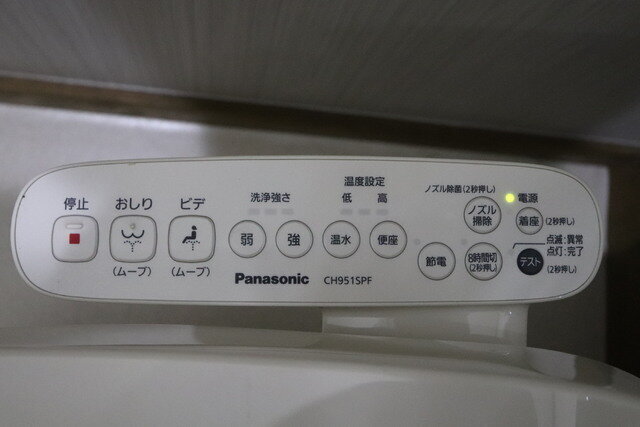 停止
おしり
(ムーブ)
ビデ
(ムーブ)
洗浄強さ
弱
強
温度設定
低 高
温水
便座
ノズル除菌(2秒押し)
ノズル
掃除
電源
着座
(2秒押し)
節電
8時間切
(2秒押し)
点滅:異常
点灯:完了
テスト
(2秒押し)
Panasonic CH951SPF